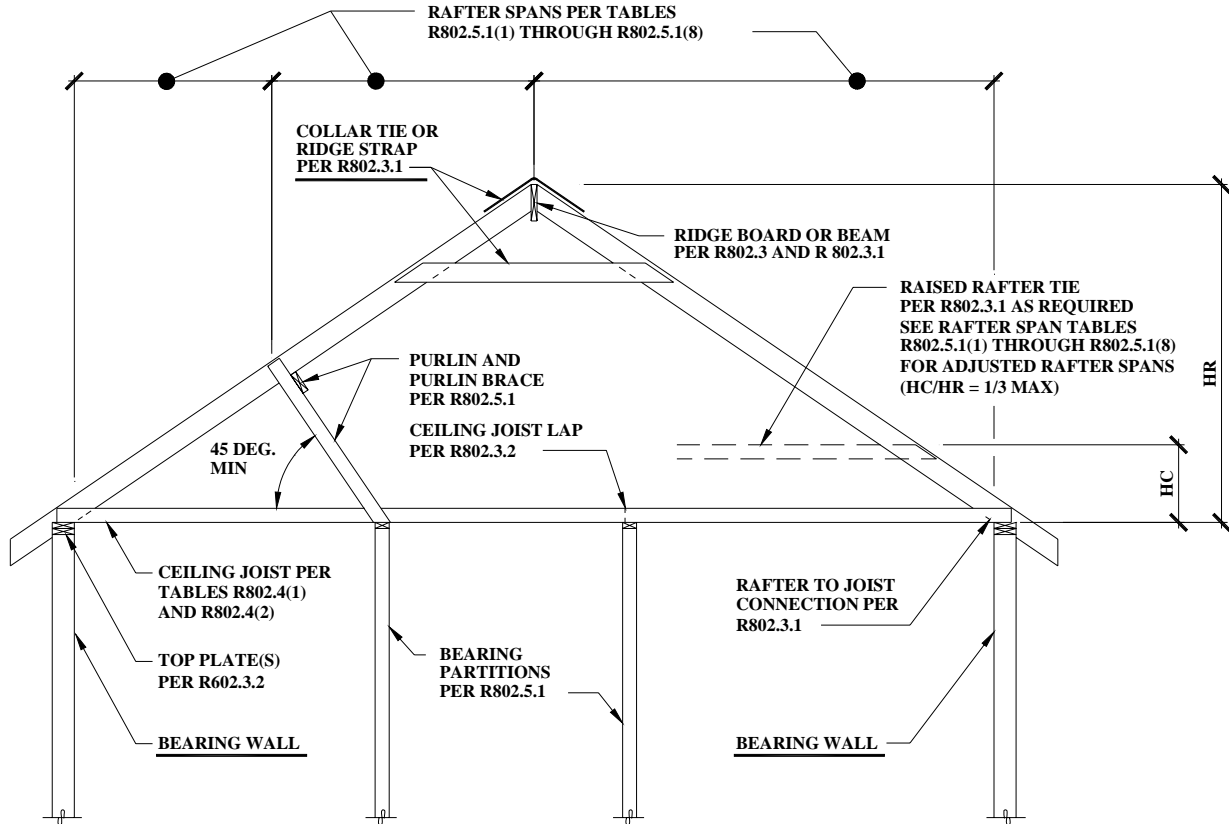 RAFTER SPANS PER TABLES
R802.5.1(1) THROUGH R802.5.1(8)
COLLAR TIE OR
RIDGE STRAP
PER R802.3.1
RIDGE BOARD OR BEAM
PER R802.3 AND R 802.3.1
RAISED RAFTER TIE
PER R802.3.1 AS REQUIRED
SEE RAFTER SPAN TABLES
R802.5.1(1) THROUGH R802.5.1(8)
FOR ADJUSTED RAFTER SPANS
(HC/HR = 1/3 MAX)
HR
PURLIN AND
PURLIN BRACE
PER R802.5.1
CEILING JOIST LAP
PER R802.3.2
45 DEG.
MIN
HC
CEILING JOIST PER
TABLES R802.4(1)
AND R802.4(2)
RAFTER TO JOIST
CONNECTION PER
R802.3.1
TOP PLATE(S)
PER R602.3.2
BEARING
PARTITIONS
PER R802.5.1
BEARING WALL
BEARING WALL